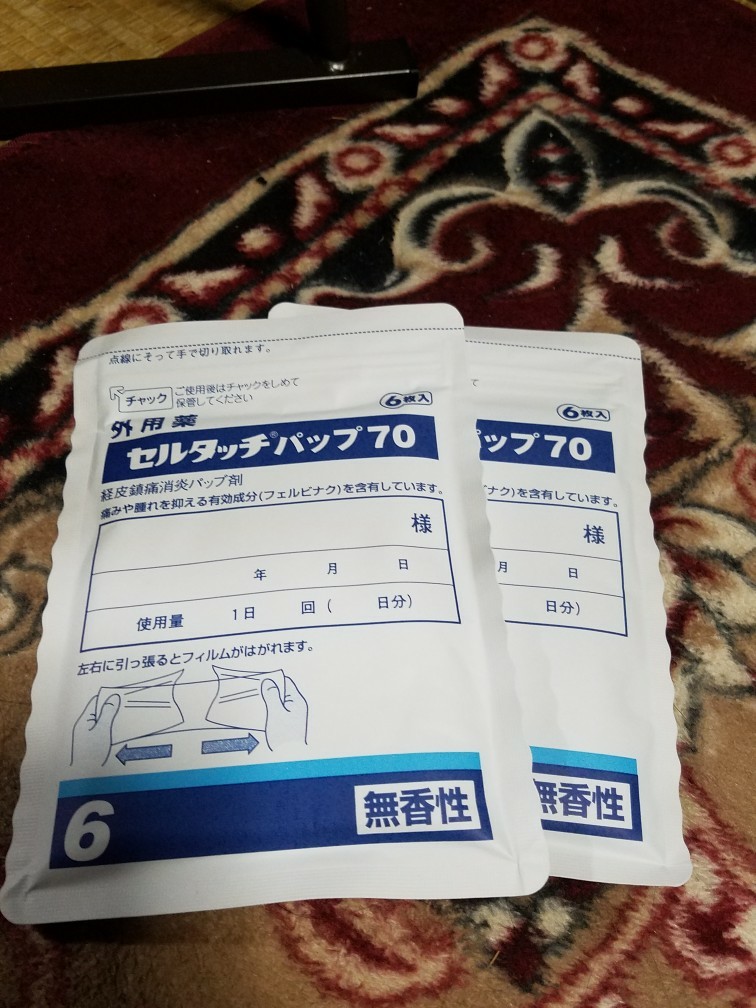 点線にそって手で切り取れます。
チャック
ご使用後はチャックをしめて
保管してください
6枚入
外用薬
セルタッチ®パップ70
経皮鎮痛消炎パップ剤
痛みや腫れを抑える有効成分(フェルビナク)を含有しています。
様
年 月 日
使用量 1日 回( 日分)
左右に引っ張るとフィルムがはがれます。
6
無香性
て
6枚入
ップ70
ナク)を含有しています。
様
月 日
日分)
無香性